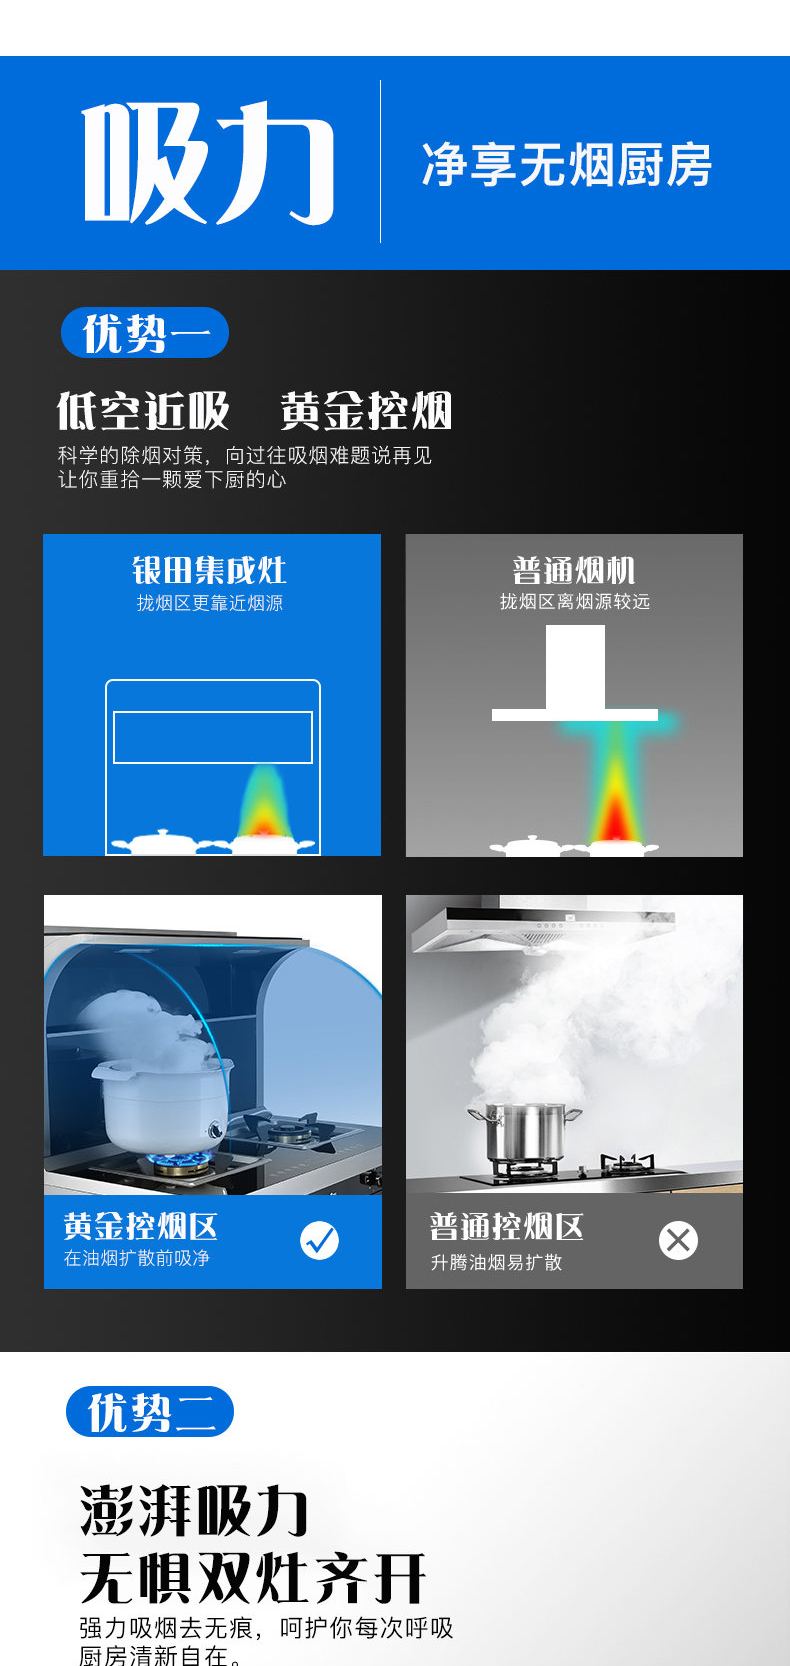 吸力
净享无烟厨房
优势一
低空近吸 黄金控烟
科学的除烟对策，向过往吸烟难题说再见
让你重拾一颗爱下厨的心
银田集成灶
拢烟区更靠近烟源
普通烟机
拢烟区离烟源较远
黄金控烟区
在油烟扩散前吸净
普通控烟区
升腾油烟易扩散
优势二
澎湃吸力
无惧双灶齐开
强力吸烟去无痕，呵护你每次呼吸
厨房清新自在。